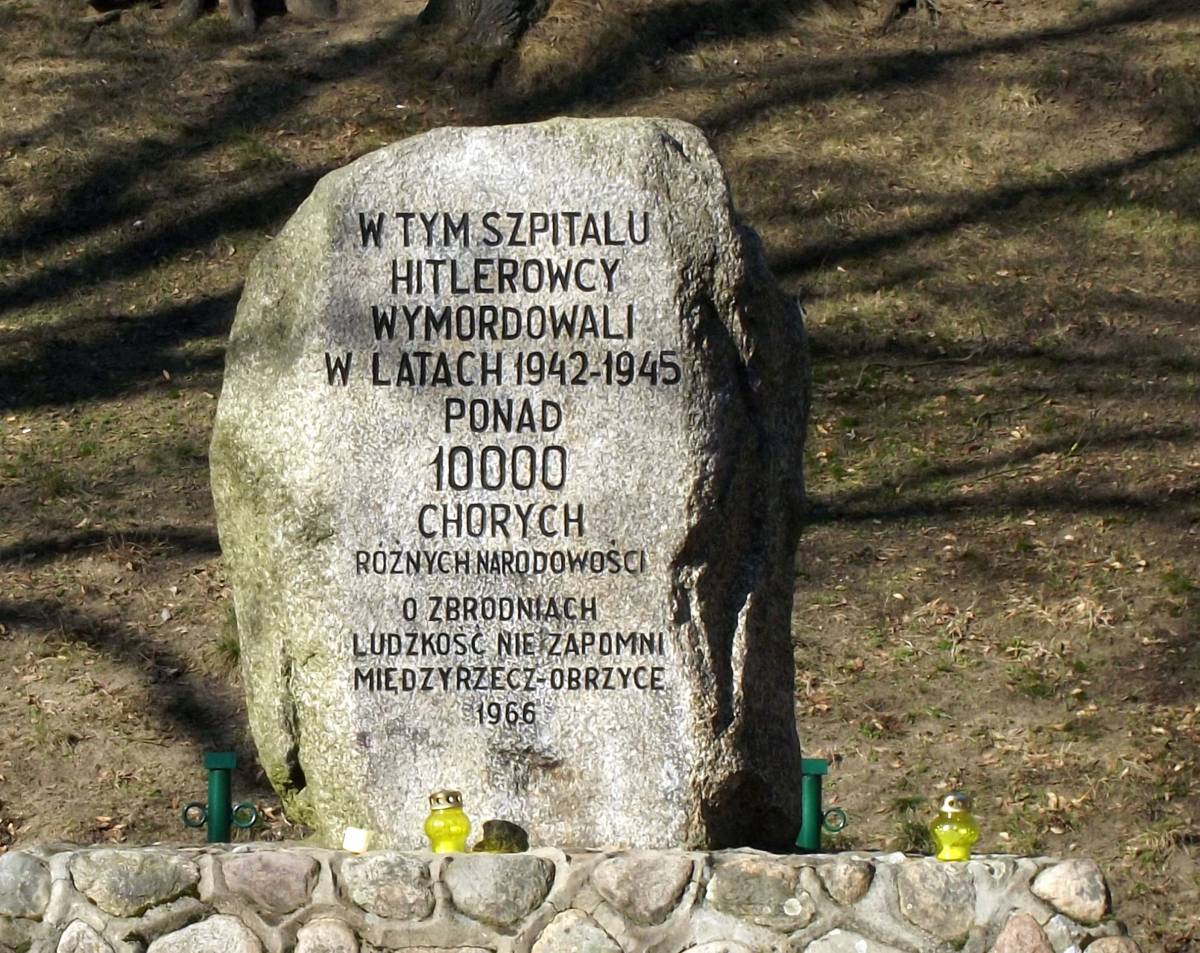 W TYM SZPITALU
HITLEROWCY
WYMORDOWALI
W LATACH 1942-1945
PONAD
10000
CHORYCH
RÓŻNYCH NARODOWOŚCI
O ZBRODNIACH
LUDZKOŚĆ NIE ZAPOMNI
MIĘDZYRZECZ-OBRZYCE
1966